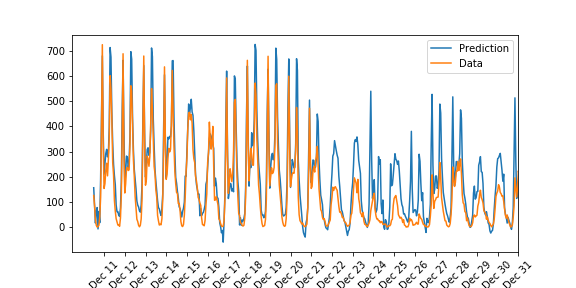 700
600
500
400
300
200
100
0
Prediction
Data
Dec 11
Dec 12
Dec 13
Dec 14
Dec 15
Dec 16
Dec 17
Dec 18
Dec 19
Dec 20
Dec 21
Dec 22
Dec 23
Dec 24
Dec 25
Dec 26
Dec 27
Dec 28
Dec 29
Dec 30
Dec 31